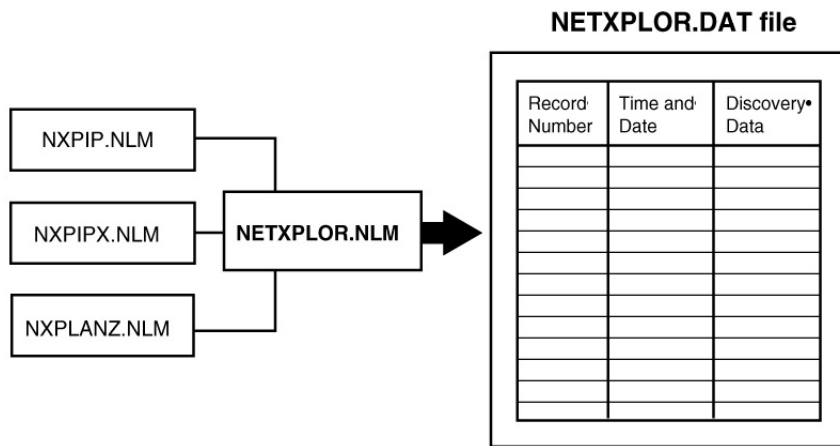 NETXPLOR.DAT file
NXPIP.NLM
NXPIPX.NLM
NXPLANZ.NLM
NETXPLOR.NLM
Record
Number
Time and
Date
Discovery•
Data